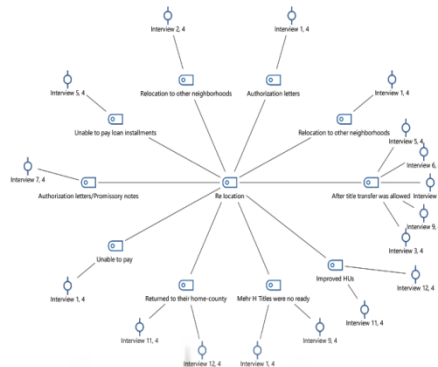 Interview 2, 4
Interview 1, 4
Interview 5, 4
Relocation to other neighborhoods
Authorization letters
Interview 1, 4
Unable to pay loan installments
Relocation to other neighborhoods
Interview 5, 4
Interview 6,
Interview 7, 4
Authorization letters/Promissory notes
Re location
After title transfer was allowed
Interview
Interview 9,
Interview 3, 4
Unable to pay
Improved HUs
Interview 1, 4
Returned to their home-county
Mehr H Titles were no ready
Interview 12, 4
Interview 11, 4
Interview 11, 4
Interview 9, 4
Interview 12, 4
Interview 1, 4